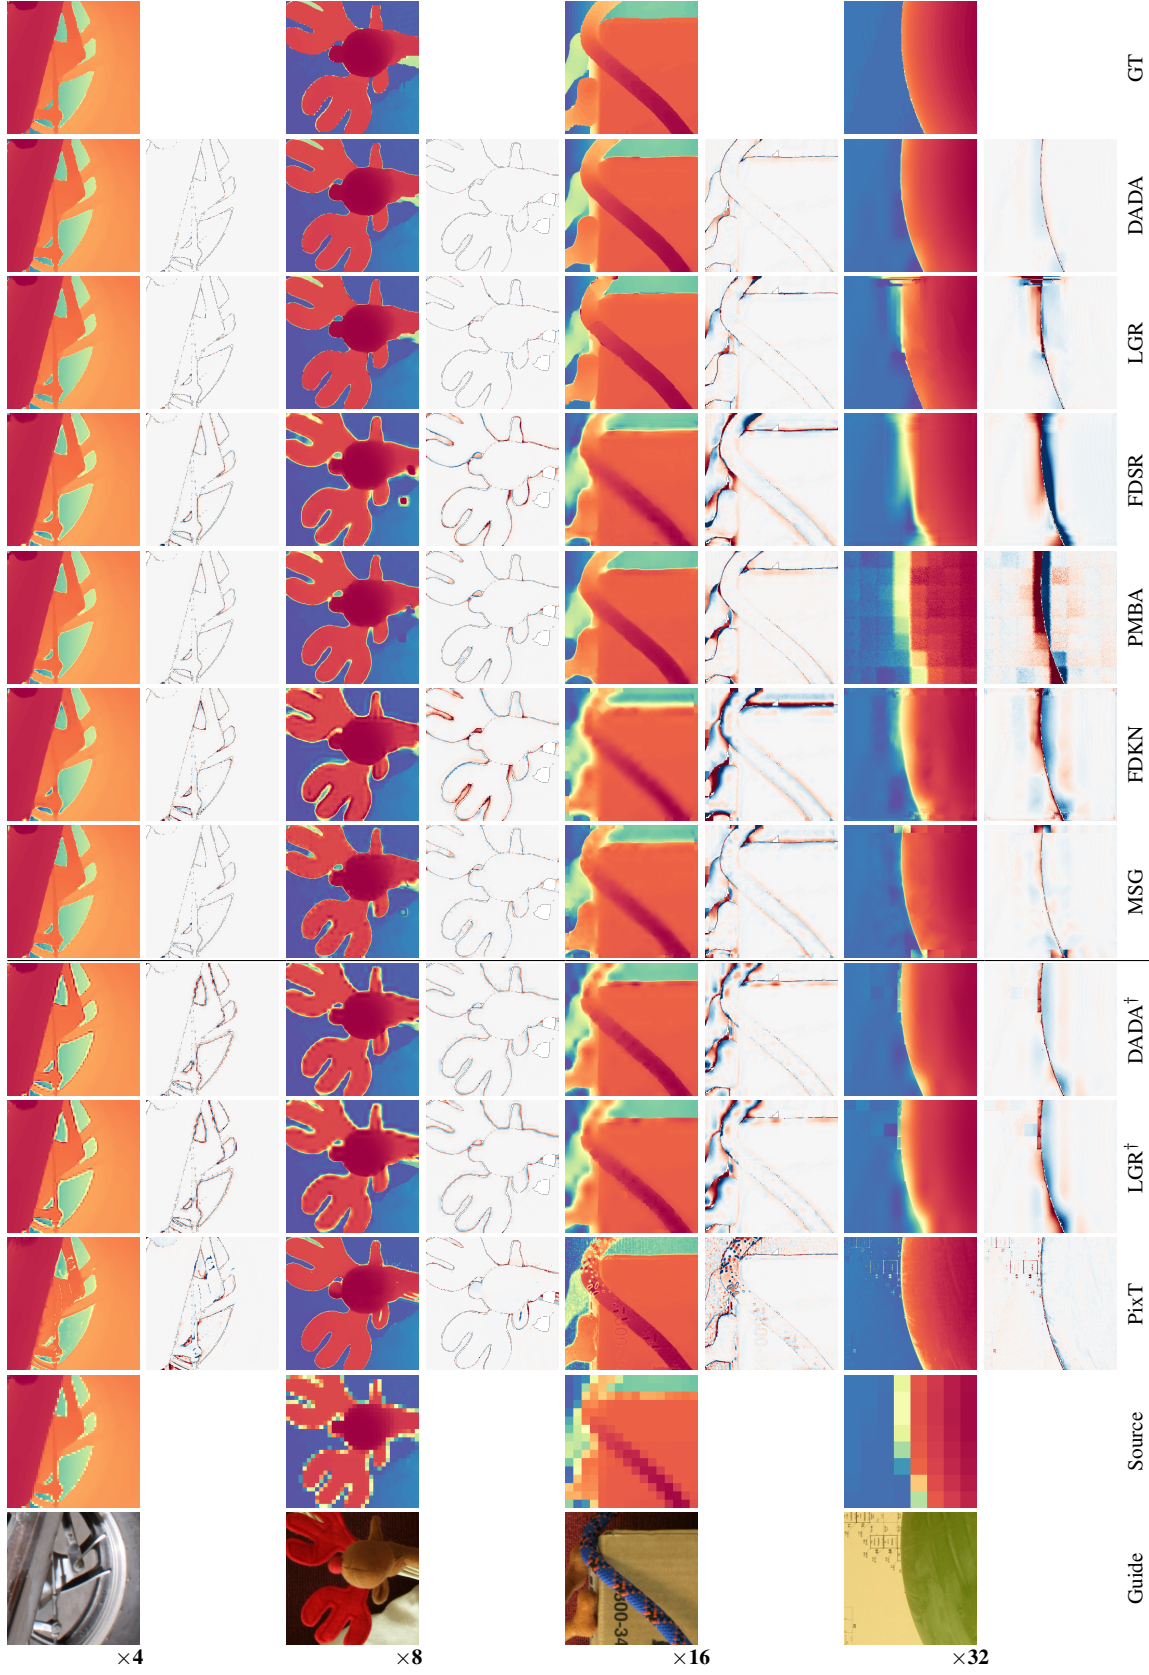 GT
DADA
LGR
FDSR
PMBA
FDKN
MSG
DADA†
LGR†
PixT
Source
Guide
×4
×8
×16
×32